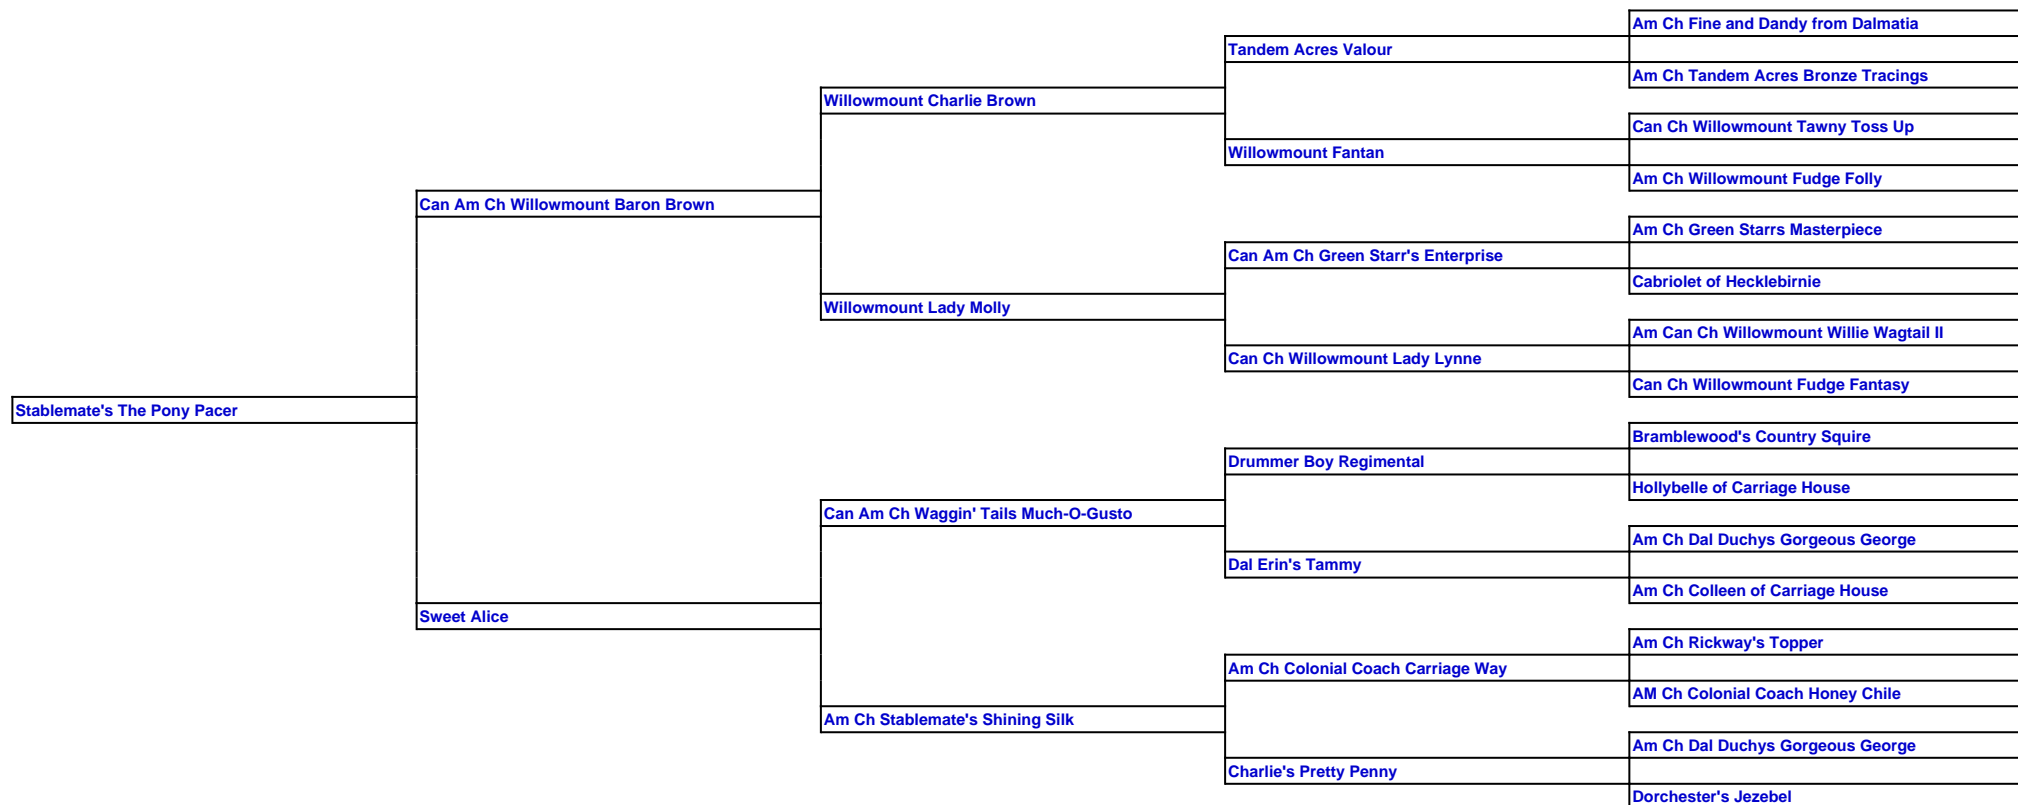 Am Ch Fine and Dandy from Dalmatia
Tandem Acres Valour
Am Ch Tandem Acres Bronze Tracings
Willowmount Charlie Brown
Can Ch Willowmount Tawny Toss Up
Willowmount Fantan
Am Ch Willowmount Fudge Folly
Can Am Ch Willowmount Baron Brown
Am Ch Green Starrs Masterpiece
Can Am Ch Green Starr's Enterprise
Cabriolet of Hecklebirnie
Willowmount Lady Molly
Am Can Ch Willowmount Willie Wagtail II
Can Ch Willowmount Lady Lynne
Can Ch Willowmount Fudge Fantasy
Stablemate's The Pony Pacer
Bramblewood's Country Squire
Drummer Boy Regimental
Hollybelle of Carriage House
Can Am Ch Waggin' Tails Much-O-Gusto
Am Ch Dal Duchys Gorgeous George
Dal Erin's Tammy
Am Ch Colleen of Carriage House
Sweet Alice
Am Ch Rickway's Topper
Am Ch Colonial Coach Carriage Way
AM Ch Colonial Coach Honey Chile
Am Ch Stablemate's Shining Silk
Am Ch Dal Duchys Gorgeous George
Charlie's Pretty Penny
Dorchester's Jezebel